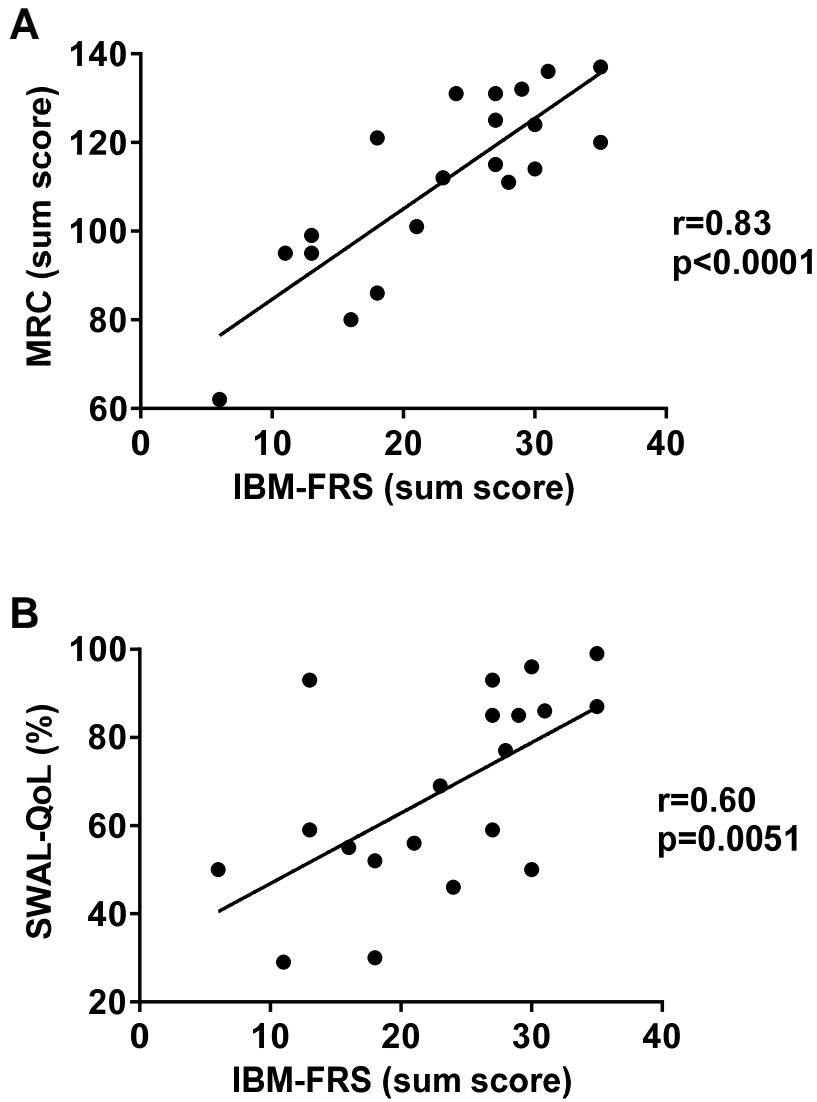 A
140
120
100
80
60
MRC (sum score)
0 10 20 30 40
IBM-FRS (sum score)
r=0.83
p<0.0001
B
100
80
60
40
20
SWAL-QoL (%)
0 10 20 30 40
IBM-FRS (sum score)
r=0.60
p=0.0051